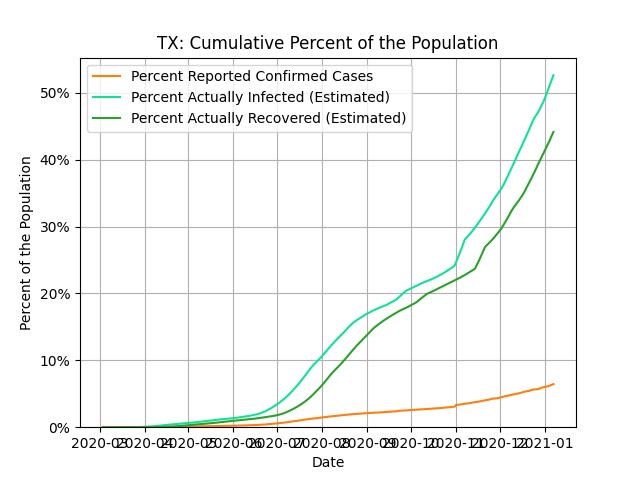 TX: Cumulative Percent of the Population
Percent Reported Confirmed Cases
Percent Actually Infected (Estimated)
Percent Actually Recovered (Estimated)
Percent of the Population
50%
40%
30%
20%
10%
0%
2020-03 2020-04 2020-05 2020-06 2020-07 2020-08 2020-09 2020-10 2020-11 2020-12 2021-01
Date